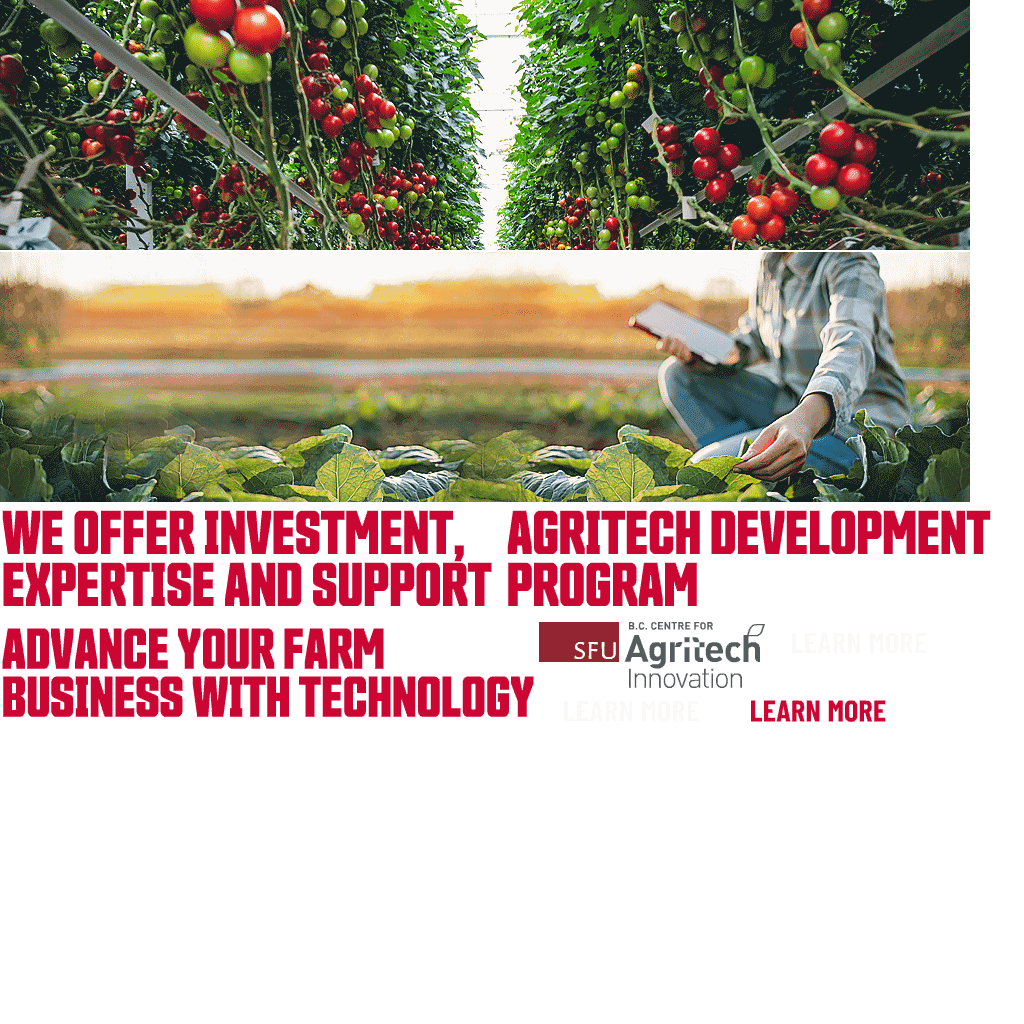 WE OFFER INVESTMENT,
EXPERTISE AND SUPPORT
AGRITECH DEVELOPMENT
PROGRAM
ADVANCE YOUR FARM
BUSINESS WITH TECHNOLOGY
SFU
B.C. CENTRE FOR
Agritech
Innovation
LEARN MORE
LEARN MORE
LEARN MORE